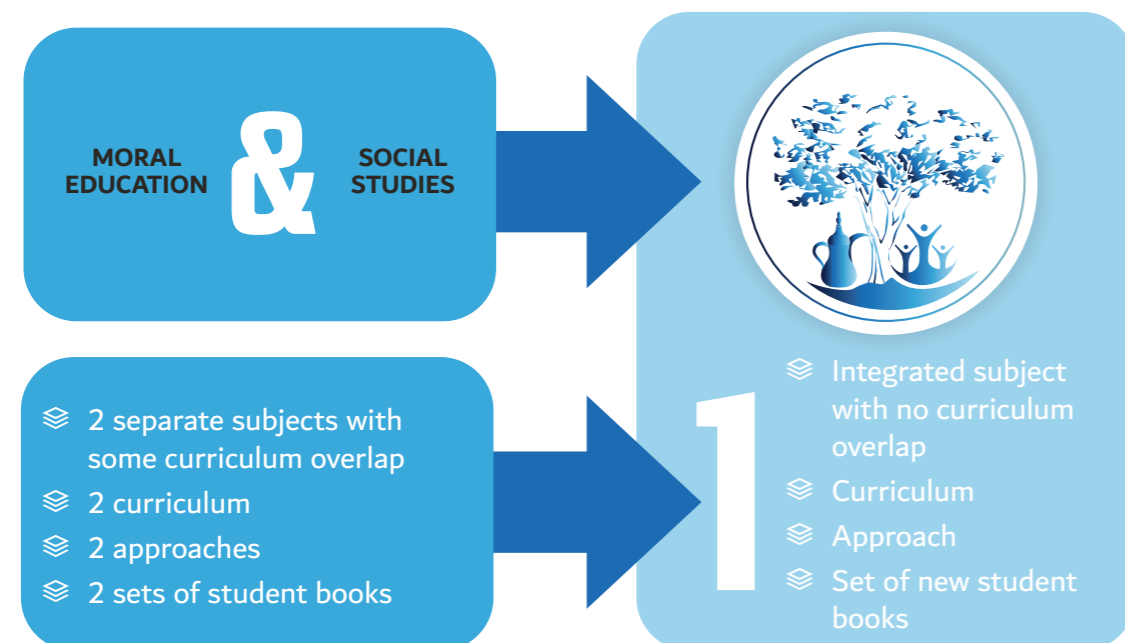 MORAL
EDUCATION
&
SOCIAL
STUDIES
2 separate subjects with
some curriculum overlap
2 curriculum
2 approaches
2 sets of student books
1
Integrated subject
with no curriculum
overlap
Curriculum
Approach
Set of new student
books